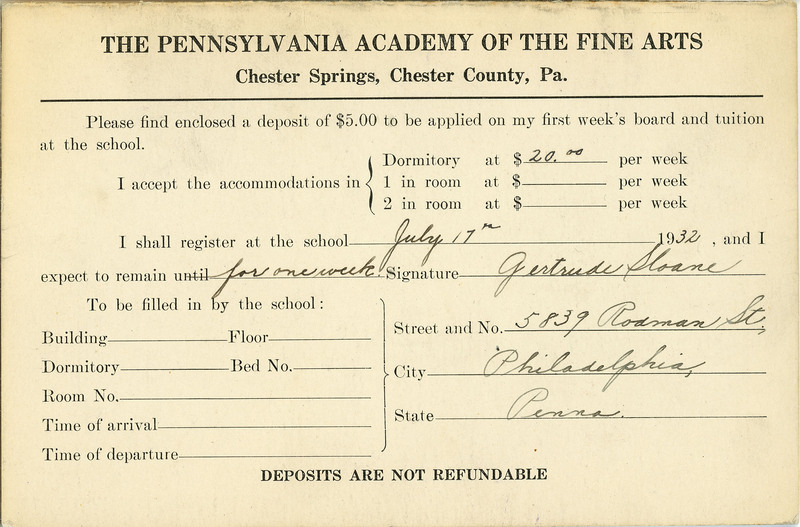 THE PENNSYLVANIA ACADEMY OF THE FINE ARTS
Chester Springs, Chester County, Pa.
Please find enclosed a deposit of $5.00 to be applied on my first week's board and tuition
at the school.
I accept the accommodations in
Dormitory at $ 20.00 per week
1 in room at $ per week
2 in room at $ per week
I shall register at the school July 17th 1932 , and I
expect to remain until for one week. Signature Gertrude Sloane
To be filled in by the school:
Building Floor
Dormitory Bed No.
Room No.
Time of arrival
Time of departure
Street and No. 5839 Rodman St.
City Philadelphia,
State Penna.
DEPOSITS ARE NOT REFUNDABLE